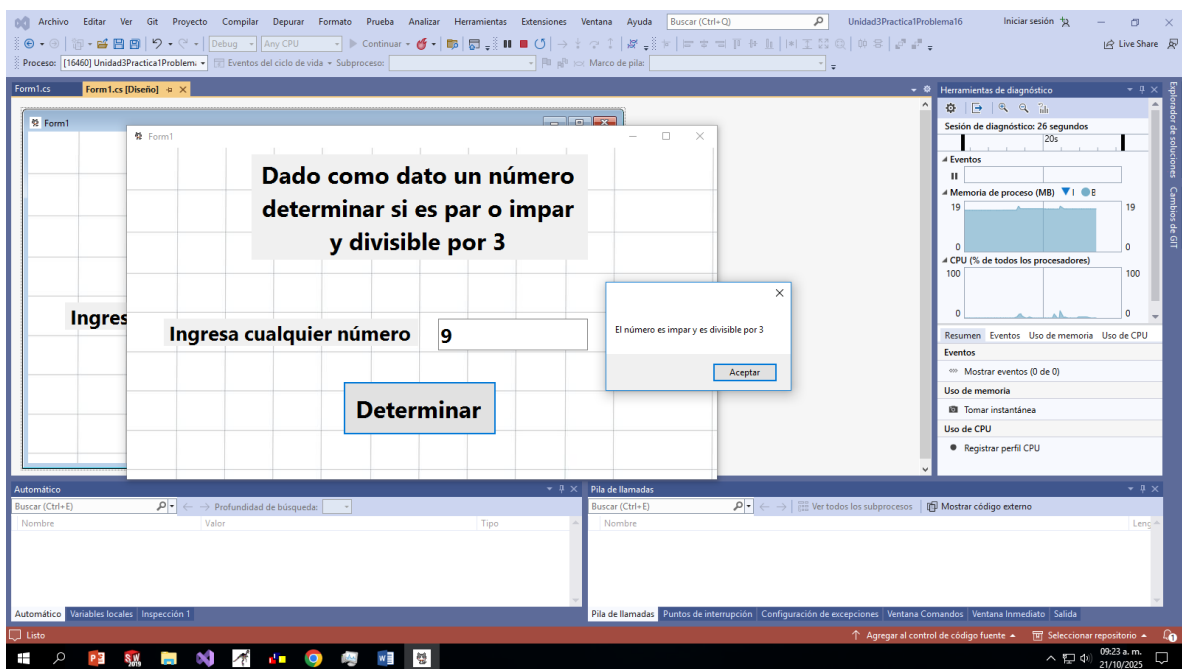 Archivo Editar Ver Git Proyecto Compilar Depurar Formato Prueba Analizar Herramientas Extensiones Ventana Ayuda Buscar (Ctrl+Q) Unidad3Practica1Problema16 Iniciar sesión
Debug Any CPU Continuar Live Share
Proceso: [16460] Unidad3Practica1Problema Eventos del ciclo de vida Subproceso: Marco de pila:
Form1.cs Form1.cs [Diseño]
Form1
Ingres
Form1
Dado como dato un número
determinar si es par o impar
y divisible por 3
Ingresa cualquier número 9
Determinar
El número es impar y es divisible por 3
Aceptar
Herramientas de diagnóstico
Sesión de diagnóstico: 26 segundos
20s
Eventos
Memoria de proceso (MB) I B
19 19
0 0
CPU (% de todos los procesadores)
100 100
0 0
Resumen Eventos Uso de memoria Uso de CPU
Eventos
Mostrar eventos (0 de 0)
Uso de memoria
Tomar instantánea
Uso de CPU
Registrar perfil CPU
Explorador de soluciones
Cambios de GIT
Automático
Buscar (Ctrl+E) Profundidad de búsqueda:
Nombre Valor Tipo
Automático Variables locales Inspección 1
Pila de llamadas
Buscar (Ctrl+E) Ver todos los subprocesos Mostrar código externo
Nombre Leng
Pila de llamadas Puntos de interrupción Configuración de excepciones Ventana Comandos Ventana Inmediato Salida
Listo Agregar al control de código fuente Seleccionar repositorio
09:23 a. m.
21/10/2025